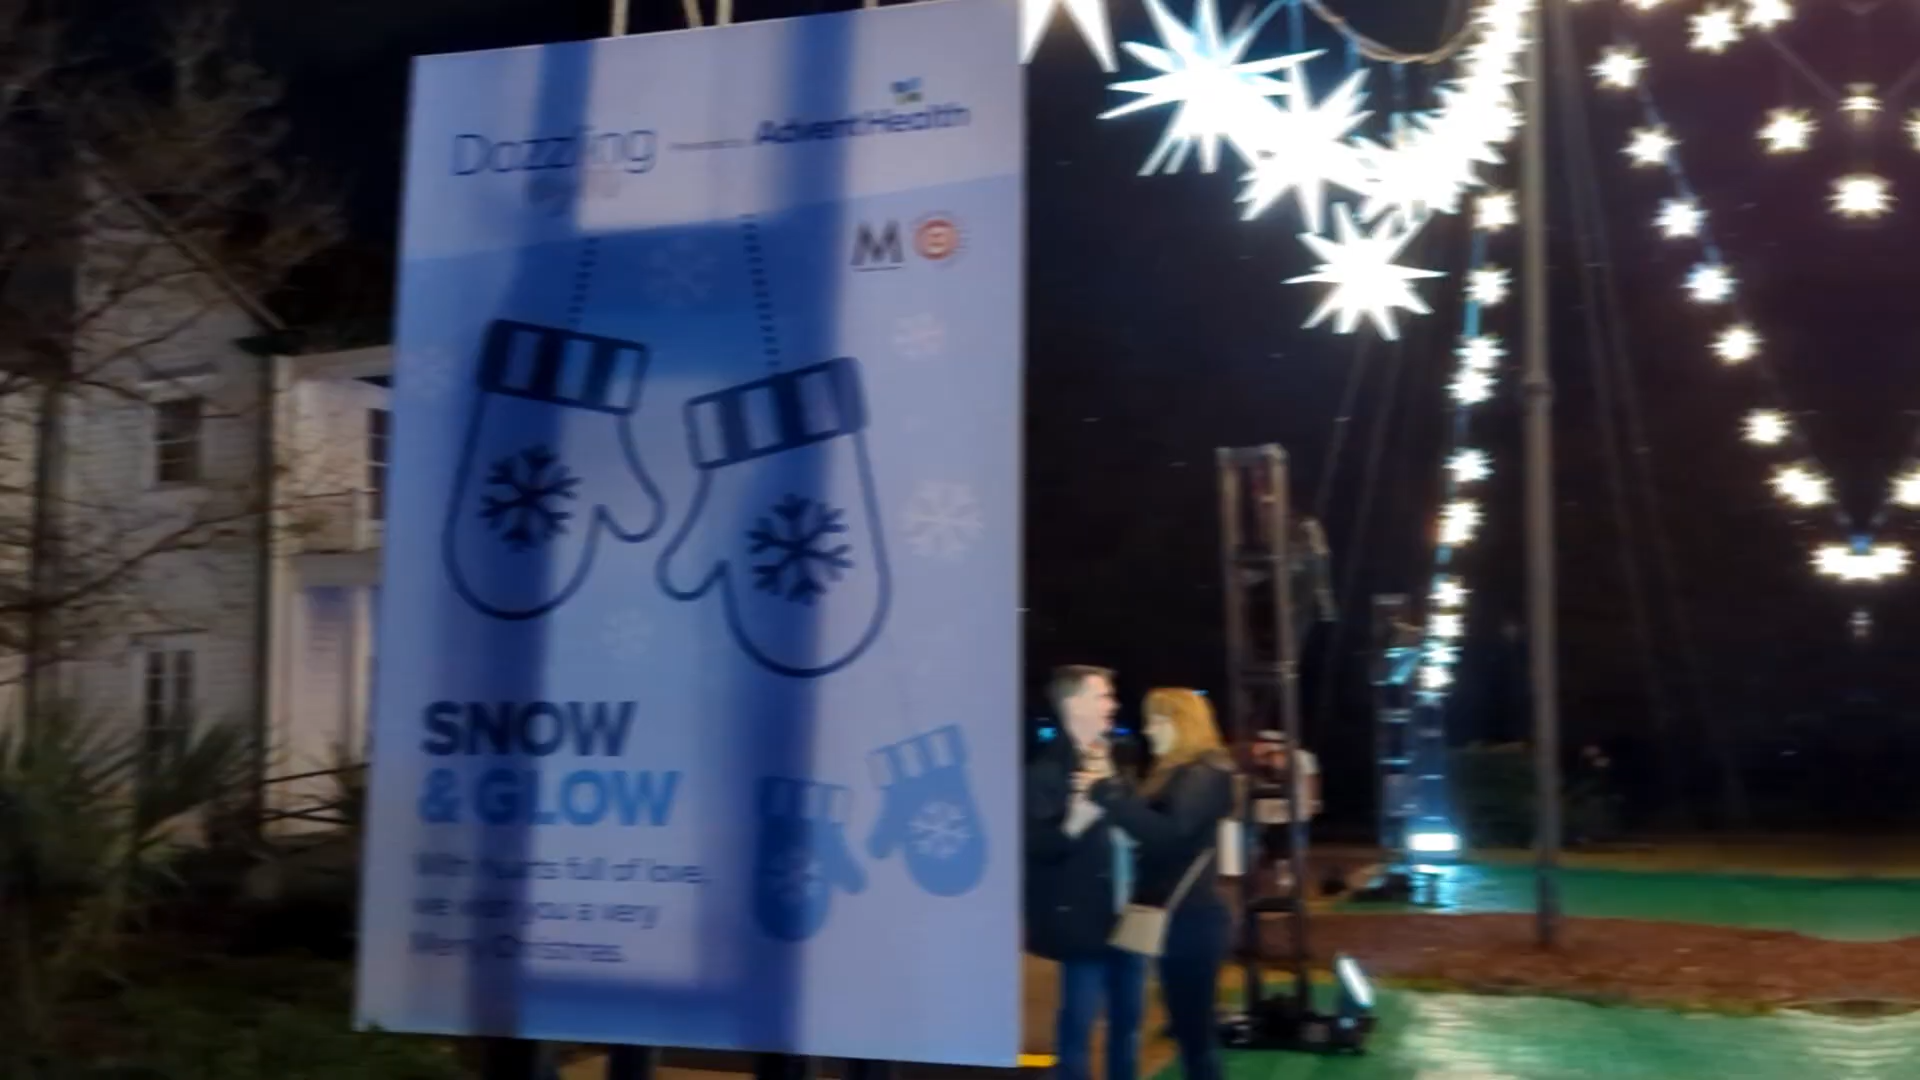 Dazzling
AdventHealth
M
SNOW
& GLOW
With hearts full of love,
we wish you a very
Merry Christmas.